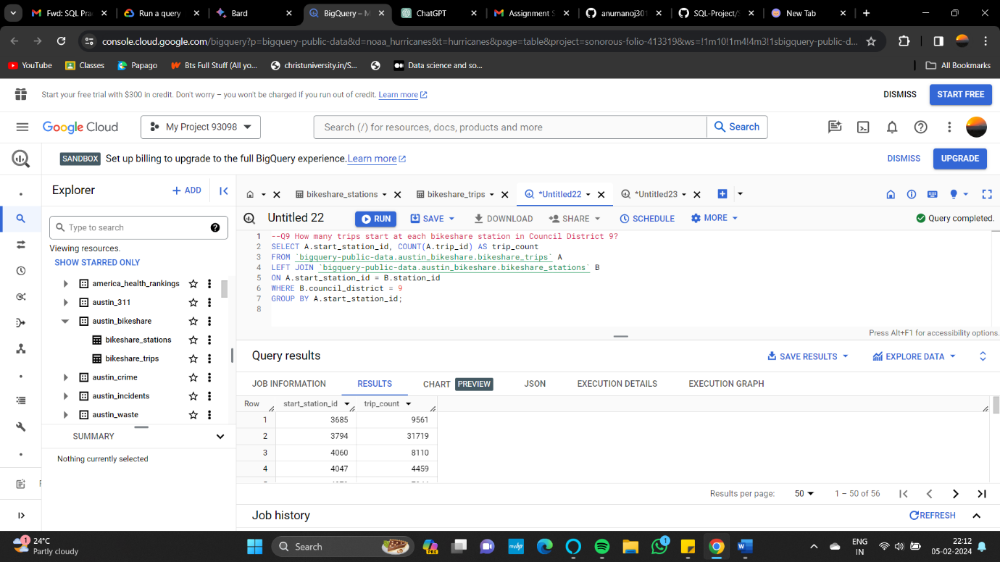 Fwd: SQL Pra
Run a query
Bard
BigQuery – M
ChatGPT
Assignment S
anumanoj301
SQL-Project/S
New Tab
console.cloud.google.com/bigquery?p=bigquery-public-data&d=noaa_hurricanes&t=hurricanes&page=table&project=sonorous-folio-413319&ws=!1m10!1m4!4m3!1sbigquery-public-d...
YouTube
Classes
Papago
Bts Full Stuff (All yo...
christuniversity.in/S...
Data science and so...
All Bookmarks
Start your free trial with $300 in credit. Don't worry – you won't be charged if you run out of credit. Learn more
DISMISS
START FREE
Google Cloud
My Project 93098
Search (/) for resources, docs, products and more
Search
SANDBOX Set up billing to upgrade to the full BigQuery experience. Learn more
DISMISS
UPGRADE
Explorer
+ ADD
bikeshare_stations
bikeshare_trips
*Untitled22
*Untitled23
Type to search
Viewing resources.
SHOW STARRED ONLY
america_health_rankings
austin_311
austin_bikeshare
bikeshare_stations
bikeshare_trips
austin_crime
austin_incidents
austin_waste
SUMMARY
Nothing currently selected
Untitled 22
RUN
SAVE
DOWNLOAD
SHARE
SCHEDULE
MORE
Query completed.
1 --Q9 How many trips start at each bikeshare station in Council District 9?
2 SELECT A.start_station_id, COUNT(A.trip_id) AS trip_count
3 FROM `bigquery-public-data.austin_bikeshare.bikeshare_trips` A
4 LEFT JOIN `bigquery-public-data.austin_bikeshare.bikeshare_stations` B
5 ON A.start_station_id = B.station_id
6 WHERE B.council_district = 9
7 GROUP BY A.start_station_id;
8
Press Alt+F1 for accessibility options.
Query results
SAVE RESULTS
EXPLORE DATA
JOB INFORMATION
RESULTS
CHART PREVIEW
JSON
EXECUTION DETAILS
EXECUTION GRAPH
Row start_station_id trip_count
1 3685 9561
2 3794 31719
3 4060 8110
4 4047 4459
Results per page: 50 1 – 50 of 56
Job history
REFRESH
1
24°C
Partly cloudy
Search
PRE
myhp
1
ENG
IN
22:12
05-02-2024